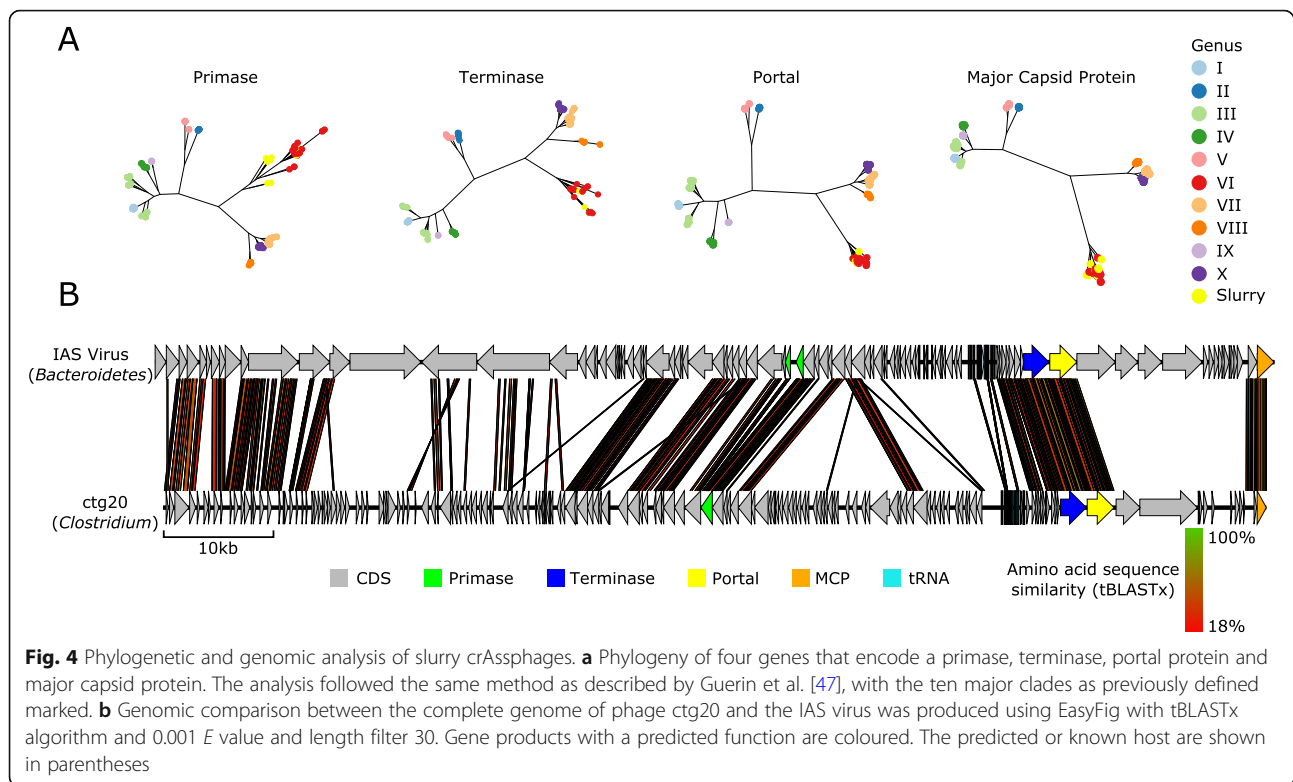 A
Primase
Terminase
Portal
Major Capsid Protein
Genus
I
II
III
IV
V
VI
VII
VIII
IX
X
Slurry
B
IAS Virus
(Bacteroidetes)
ctg20
(Clostridium)
10kb
CDS
Primase
Terminase
Portal
MCP
tRNA
Amino acid sequence
similarity (tBLASTx)
100%
18%
Fig. 4 Phylogenetic and genomic analysis of slurry crAssphages. a Phylogeny of four genes that encode a primase, terminase, portal protein and
major capsid protein. The analysis followed the same method as described by Guerin et al. [47], with the ten major clades as previously defined
marked. b Genomic comparison between the complete genome of phage ctg20 and the IAS virus was produced using EasyFig with tBLASTx
algorithm and 0.001 E value and length filter 30. Gene products with a predicted function are coloured. The predicted or known host are shown
in parentheses